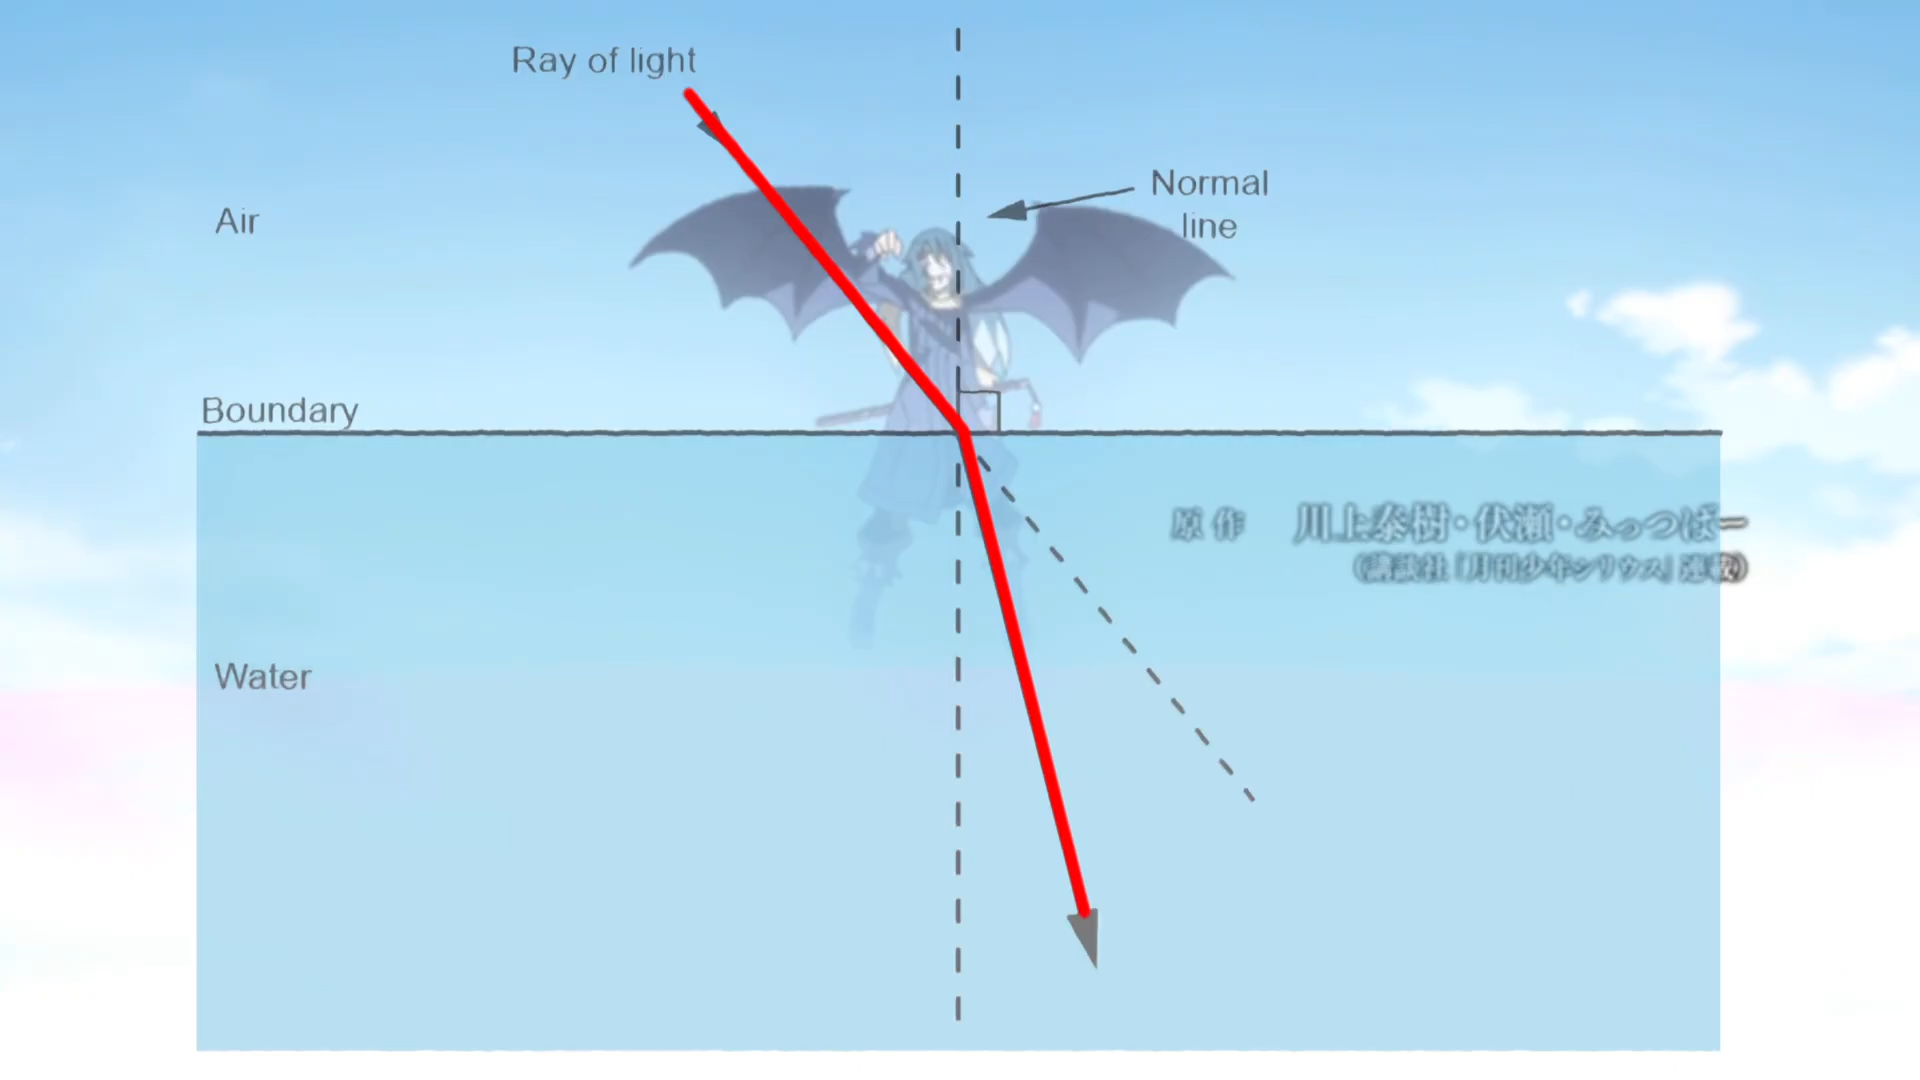 Ray of light
Normal
line
Air
Boundary
原作 川上泰樹・伏瀬・みっつばー
(講談社「月刊少年シリウス」連載)
Water